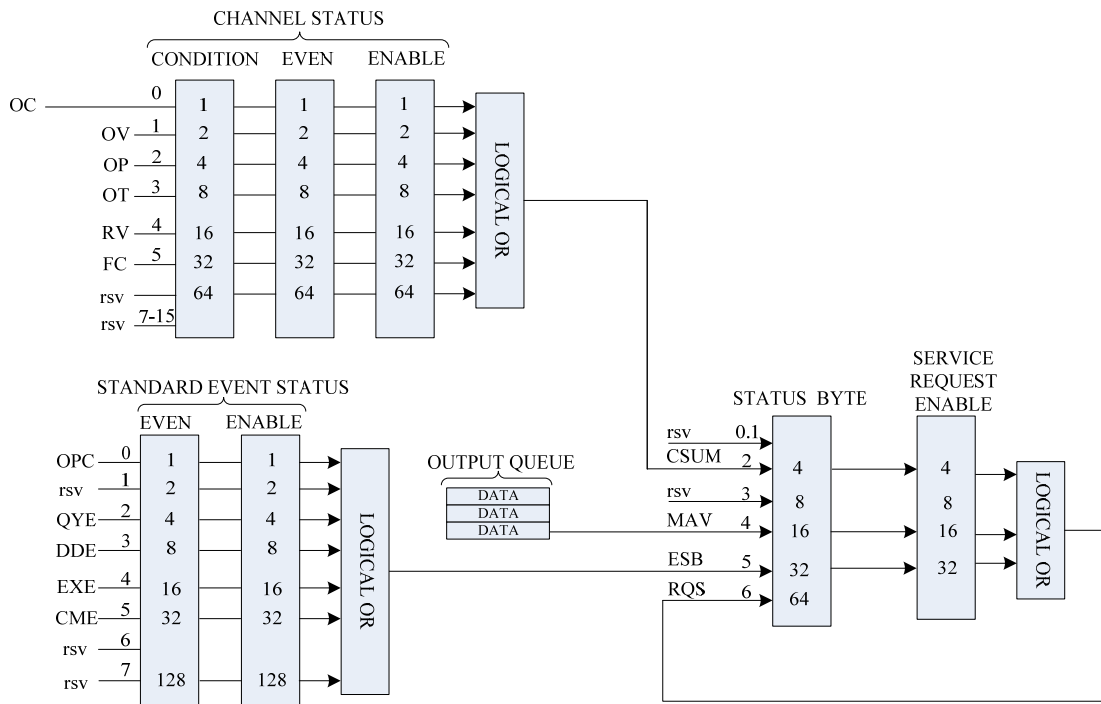 CHANNEL STATUS
CONDITION EVEN ENABLE
OC 0 1 1 1
OV 1 2 2 2
OP 2 4 4 4
OT 3 8 8 8
RV 4 16 16 16
FC 5 32 32 32
rsv 64 64 64
rsv 7-15
LOGICAL OR
STANDARD EVENT STATUS
EVEN ENABLE
OPC 0 1 1
rsv 1 2 2
QYE 2 4 4
DDE 3 8 8
EXE 4 16 16
CME 5 32 32
rsv 6
rsv 7 128 128
LOGICAL OR
OUTPUT QUEUE
DATA
DATA
DATA
STATUS BYTE
SERVICE
REQUEST
ENABLE
rsv 0.1
CSUM 2 4 4
rsv 3 8 8
MAV 4 16 16
ESB 5 32 32
RQS 6 64
LOGICAL OR